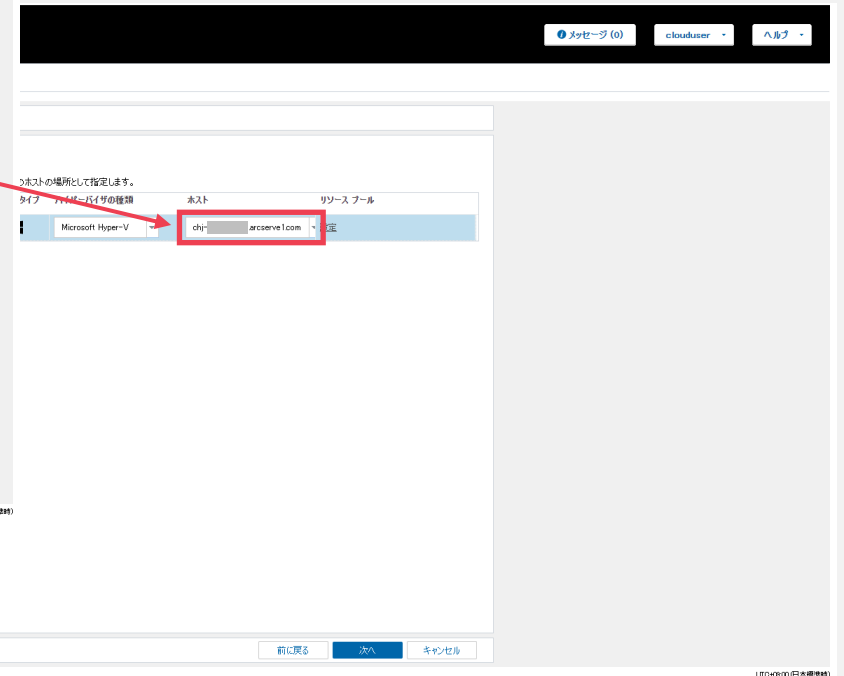 メッセージ (0)
clouduser
ヘルプ
のホストの場所として指定します。
タイプ ハイパーバイザの種類 ホスト リソース プール
Microsoft Hyper-V chj- .arcserve1.com
準時)
前に戻る 次へ キャンセル
UTC+09:00 (日本標準時)